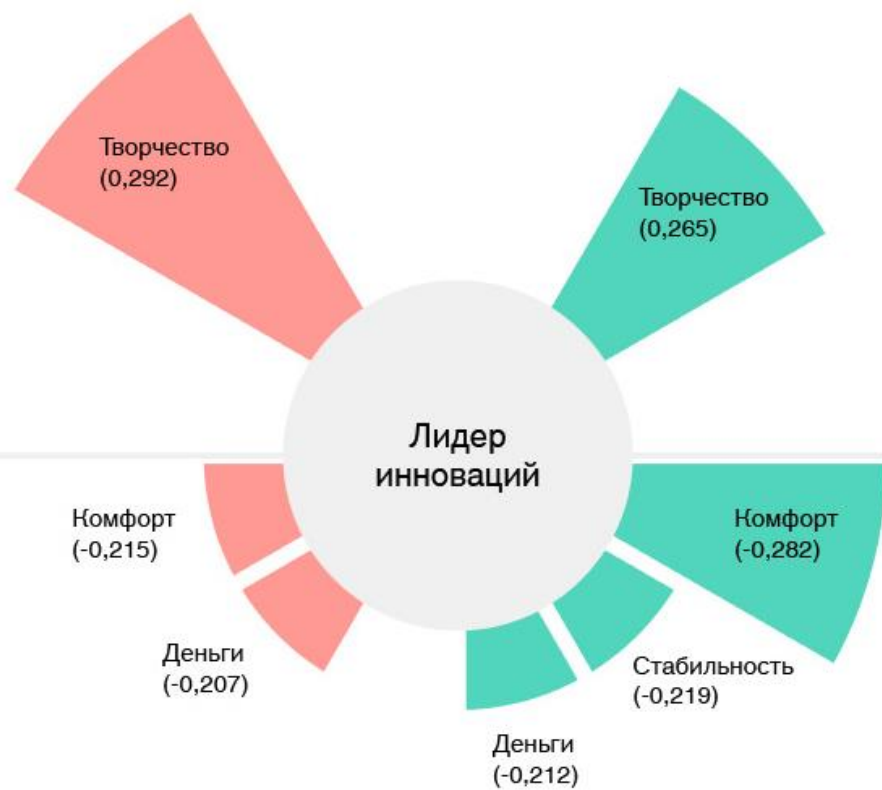 Творчество
(0,292)
Творчество
(0,265)
Лидер
инноваций
Комфорт
(-0,215)
Комфорт
(-0,282)
Деньги
(-0,207)
Стабильность
(-0,219)
Деньги
(-0,212)